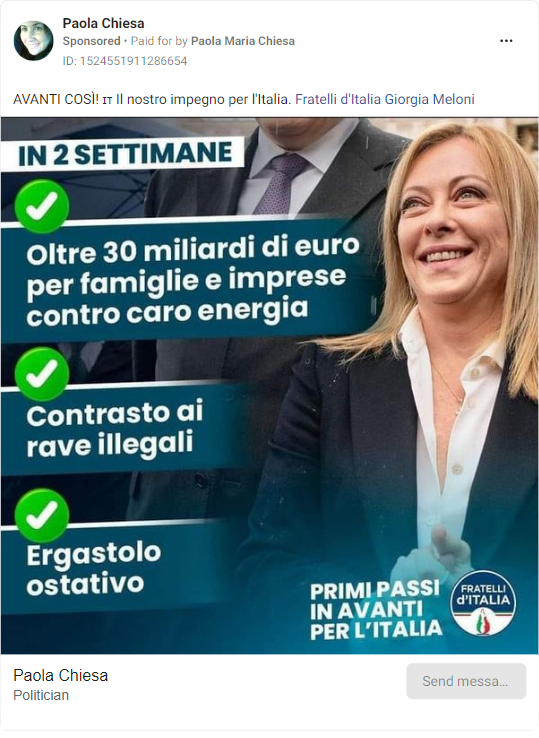 Paola Chiesa
Sponsored • Paid for by Paola Maria Chiesa
ID: 1524551911286654
AVANTI COSÌ! ɪᴛ Il nostro impegno per l'Italia. Fratelli d'Italia Giorgia Meloni
IN 2 SETTIMANE
Oltre 30 miliardi di euro
per famiglie e imprese
contro caro energia
Contrasto ai
rave illegali
Ergastolo
ostativo
PRIMI PASSI
IN AVANTI
PER L'ITALIA
FRATELLI
d'ITALIA
Paola Chiesa
Politician
Send messa...